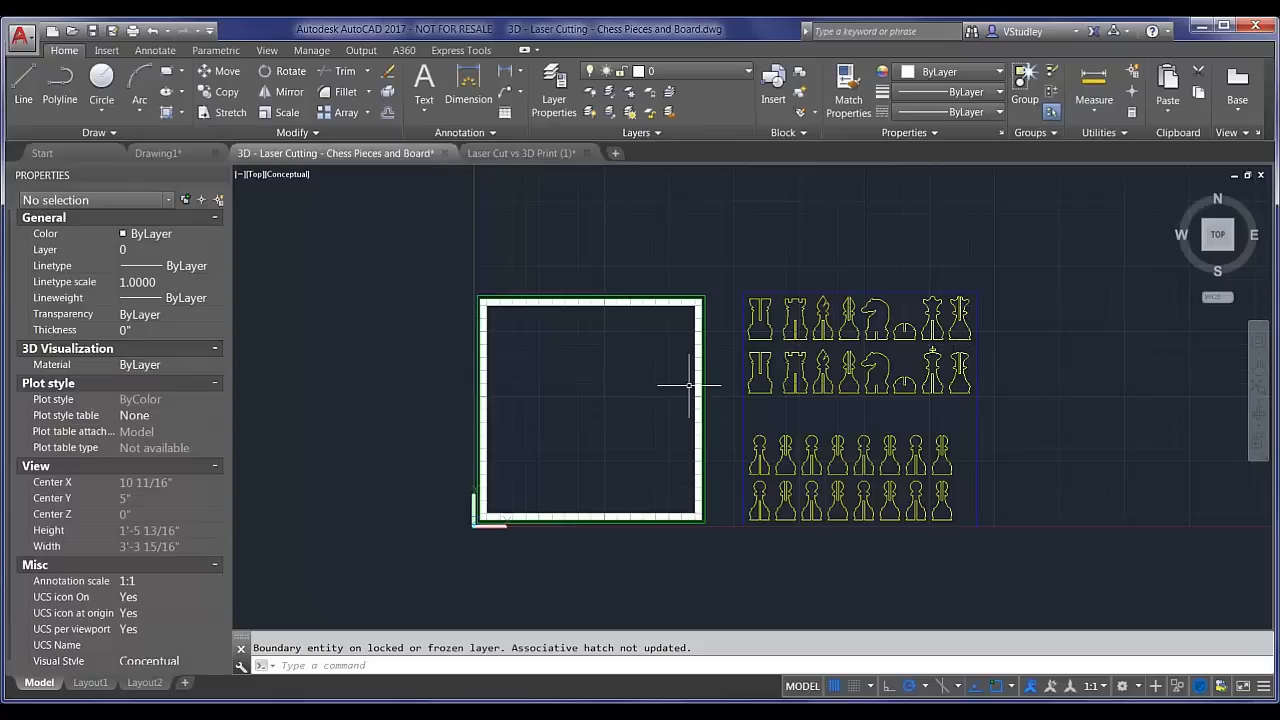 Autodesk AutoCAD 2017 - NOT FOR RESALE 3D - Laser Cutting - Chess Pieces and Board.dwg
Type a keyword or phrase
VStudley
Home Insert Annotate Parametric View Manage Output A360 Express Tools
Line Polyline Circle Arc
Move Rotate Trim
Copy Mirror Fillet
Stretch Scale Array
Text Dimension
Layer Properties
0
Insert
Match Properties
ByLayer
ByLayer
ByLayer
Group
Measure
Paste
Base
Draw Modify Annotation Layers Block Properties Groups Utilities Clipboard View
Start Drawing1* 3D - Laser Cutting - Chess Pieces and Board* Laser Cut vs 3D Print (1)*
PROPERTIES
[−][Top][Conceptual]
No selection
General
Color ByLayer
Layer 0
Linetype ByLayer
Linetype scale 1.0000
Lineweight ByLayer
Transparency ByLayer
Thickness 0"
3D Visualization
Material ByLayer
Plot style
Plot style ByColor
Plot style table None
Plot table attach... Model
Plot table type Not available
View
Center X 10 11/16"
Center Y 5"
Center Z 0"
Height 1'-5 13/16"
Width 3'-3 15/16"
Misc
Annotation scale 1:1
UCS icon On Yes
UCS icon at origin Yes
UCS per viewport Yes
UCS Name
Visual Style Conceptual
N
W TOP E
S
WCS
Boundary entity on locked or frozen layer. Associative hatch not updated.
Type a command
Model Layout1 Layout2
MODEL 1:1